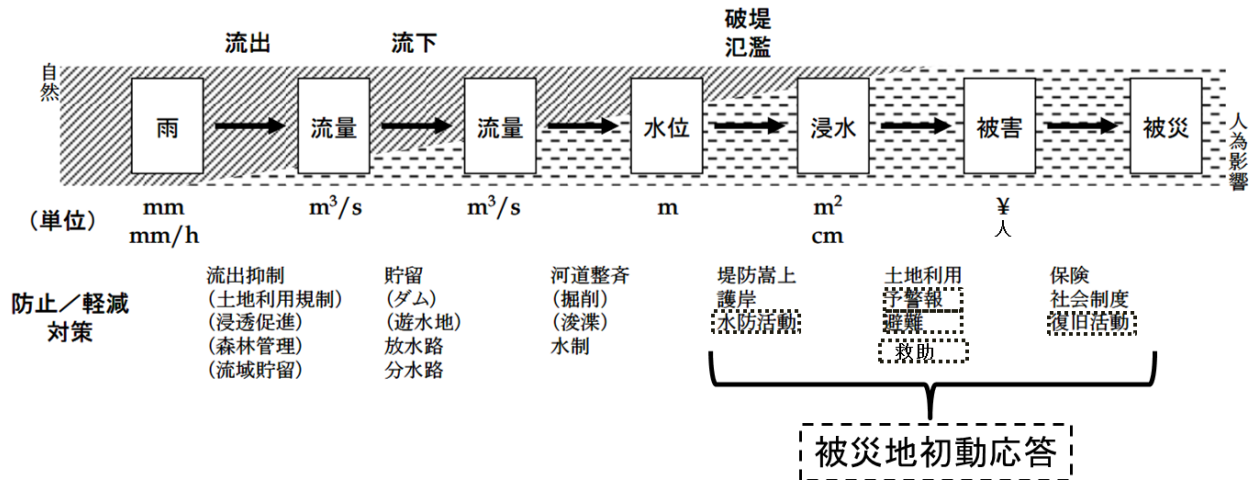 流出
流下
破堤
氾濫
自然
雨
流量
流量
水位
浸水
被害
被災
人為影響
(単位)
mm
mm/h
m³/s
m³/s
m
m²
cm
¥
人
防止／軽減
対策
流出抑制
(土地利用規制)
(浸透促進)
(森林管理)
(流域貯留)
貯留
(ダム)
(遊水地)
放水路
分水路
河道整斉
(掘削)
(浚渫)
水制
堤防嵩上
護岸
水防活動
土地利用
予警報
避難
救助
保険
社会制度
復旧活動
被災地初動応答